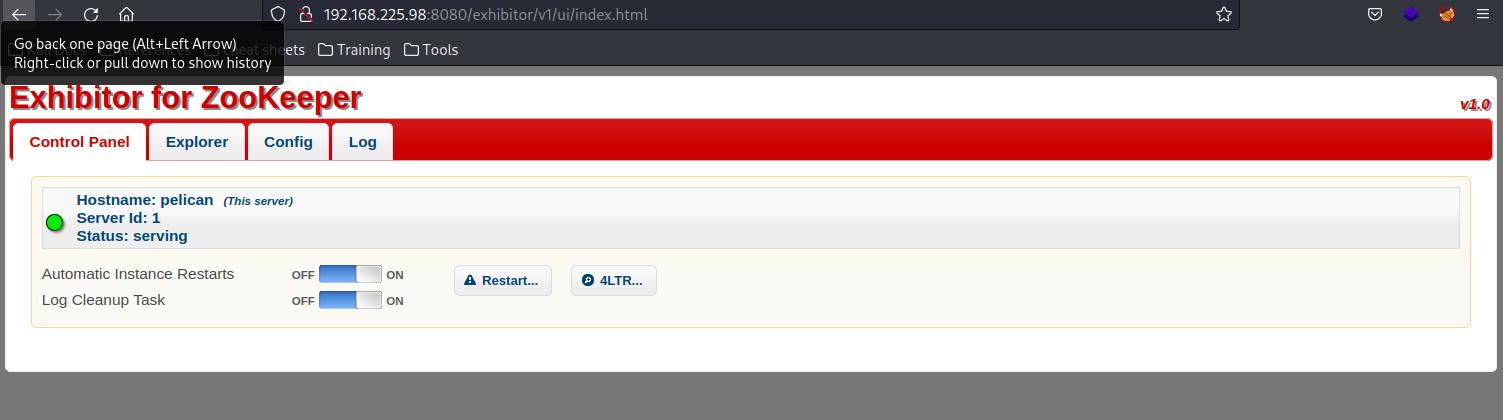 192.168.225.98:8080/exhibitor/v1/ui/index.html
Go back one page (Alt+Left Arrow)
Right-click or pull down to show history
sheets Training Tools
Exhibitor for ZooKeeper
v1.0
Control Panel Explorer Config Log
Hostname: pelican (This server)
Server Id: 1
Status: serving
Automatic Instance Restarts OFF ON Restart... 4LTR...
Log Cleanup Task OFF ON